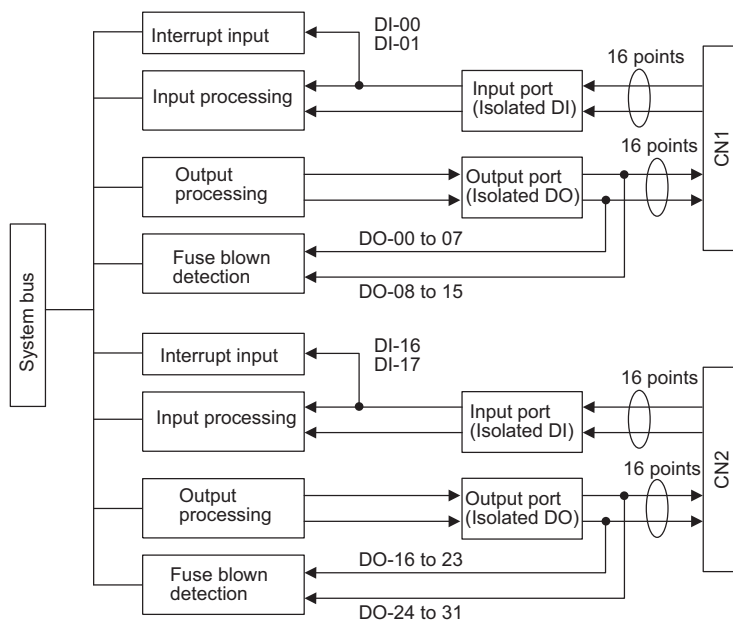 DI-00
DI-01
Interrupt input
16 points
Input processing
Input port
(Isolated DI)
CN1
Output
processing
Output port
(Isolated DO)
16 points
DO-00 to 07
Fuse blown
detection
DO-08 to 15
System bus
Interrupt input
DI-16
DI-17
16 points
Input processing
Input port
(Isolated DI)
CN2
Output
processing
Output port
(Isolated DO)
16 points
DO-16 to 23
Fuse blown
detection
DO-24 to 31